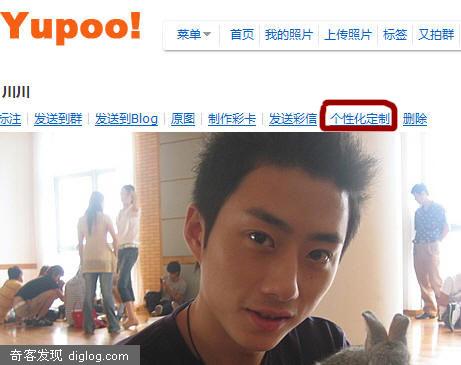 Yupoo!
菜单 首页 我的照片 上传照片 标签 又拍群
川川
标注 发送到群 发送到Blog 原图 制作彩卡 发送彩信 个性化定制 删除
奇客发现 diglog.com